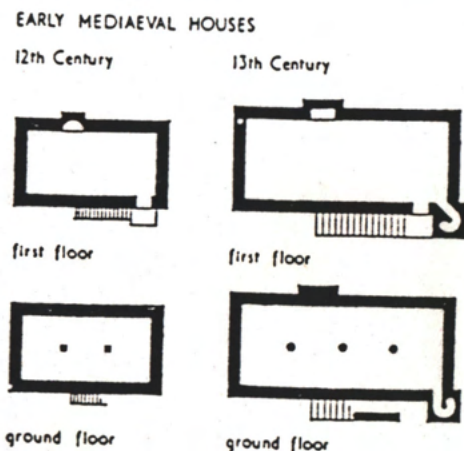 EARLY MEDIAEVAL HOUSES
12th Century
13th Century
first floor
first floor
ground floor
ground floor